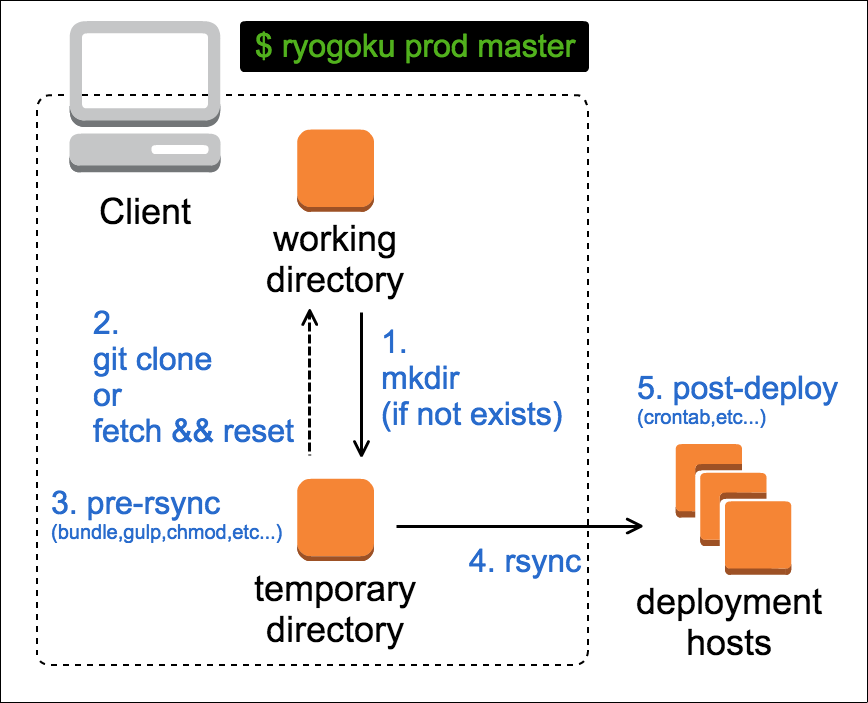 $ ryogoku prod master
Client
working
directory
2.
git clone
or
fetch && reset
1.
mkdir
(if not exists)
3. pre-rsync
(bundle,gulp,chmod,etc...)
temporary
directory
4. rsync
5. post-deploy
(crontab,etc...)
deployment
hosts